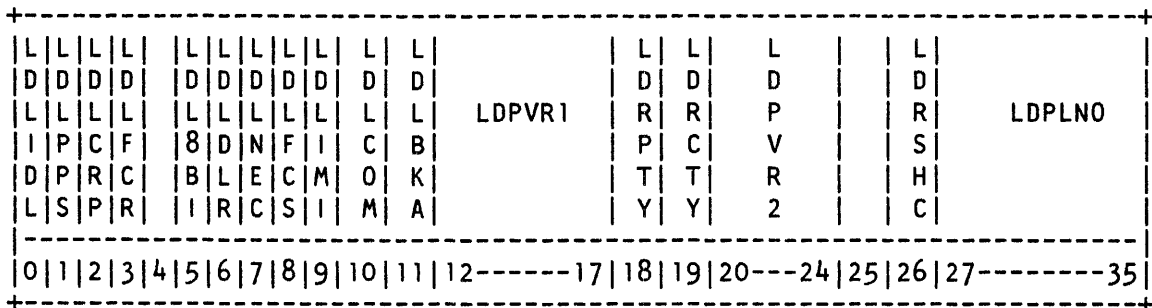 +-----------------------------------------------------------------------+
|L|L|L|L| |L|L|L|L|L| L| L| | L| L| L | | L| |
|D|D|D|D| |D|D|D|D|D| D| D| | D| D| D | | D| |
|L|L|L|L| |L|L|L|L|L| L| L| LDPVR1 | R| R| P | | R| LDPLNO |
|I|P|C|F| |8|D|N|F|I| C| B| | P| C| V | | S| |
|D|P|R|C| |B|L|E|C|M| O| K| | T| T| R | | H| |
|L|S|P|R| |I|R|C|S|I| M| A| | Y| Y| 2 | | C| |
|-----------------------------------------------------------------------|
|0|1|2|3|4|5|6|7|8|9|10|11|12------17|18|19|20---24|25|26|27--------35|
+-----------------------------------------------------------------------+